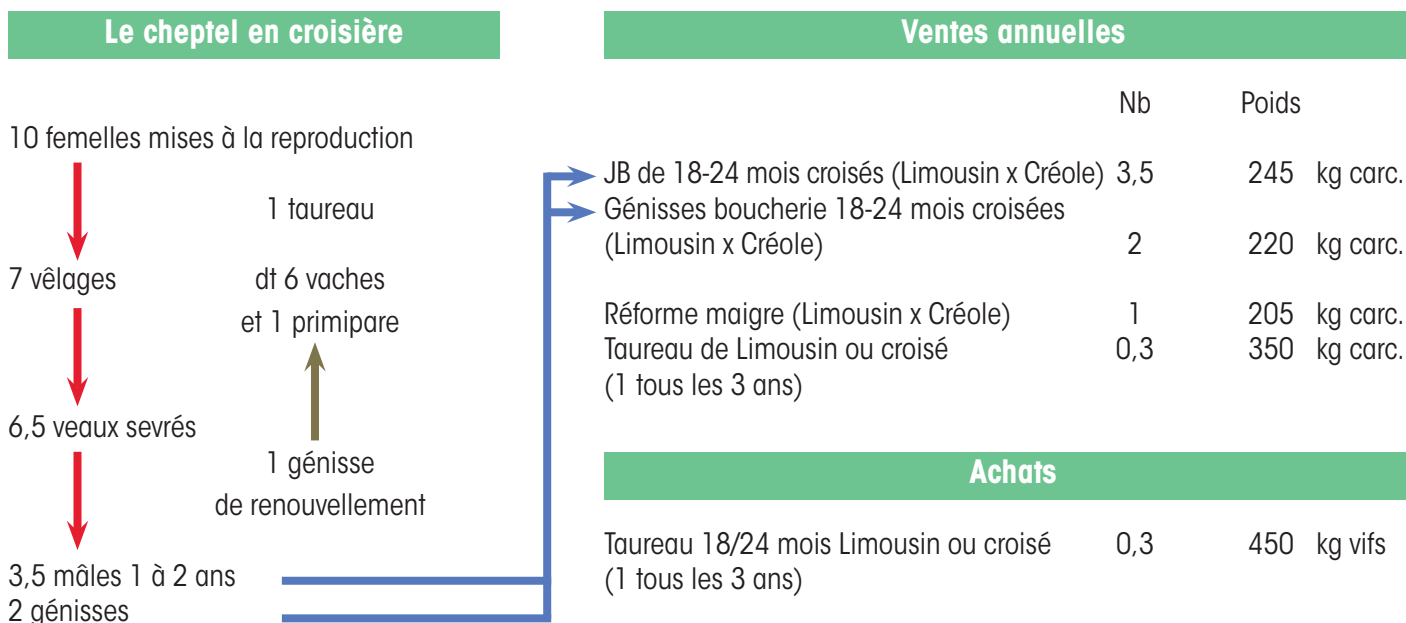 Le cheptel en croisière
10 femelles mises à la reproduction
1 taureau
7 vêlages
dt 6 vaches
et 1 primipare
6,5 veaux sevrés
1 génisse
de renouvellement
3,5 mâles 1 à 2 ans
2 génisses
Ventes annuelles
Nb Poids
JB de 18-24 mois croisés (Limousin x Créole) 3,5 245 kg carc.
Génisses boucherie 18-24 mois croisées
(Limousin x Créole) 2 220 kg carc.
Réforme maigre (Limousin x Créole) 1 205 kg carc.
Taureau de Limousin ou croisé 0,3 350 kg carc.
(1 tous les 3 ans)
Achats
Taureau 18/24 mois Limousin ou croisé 0,3 450 kg vifs
(1 tous les 3 ans)